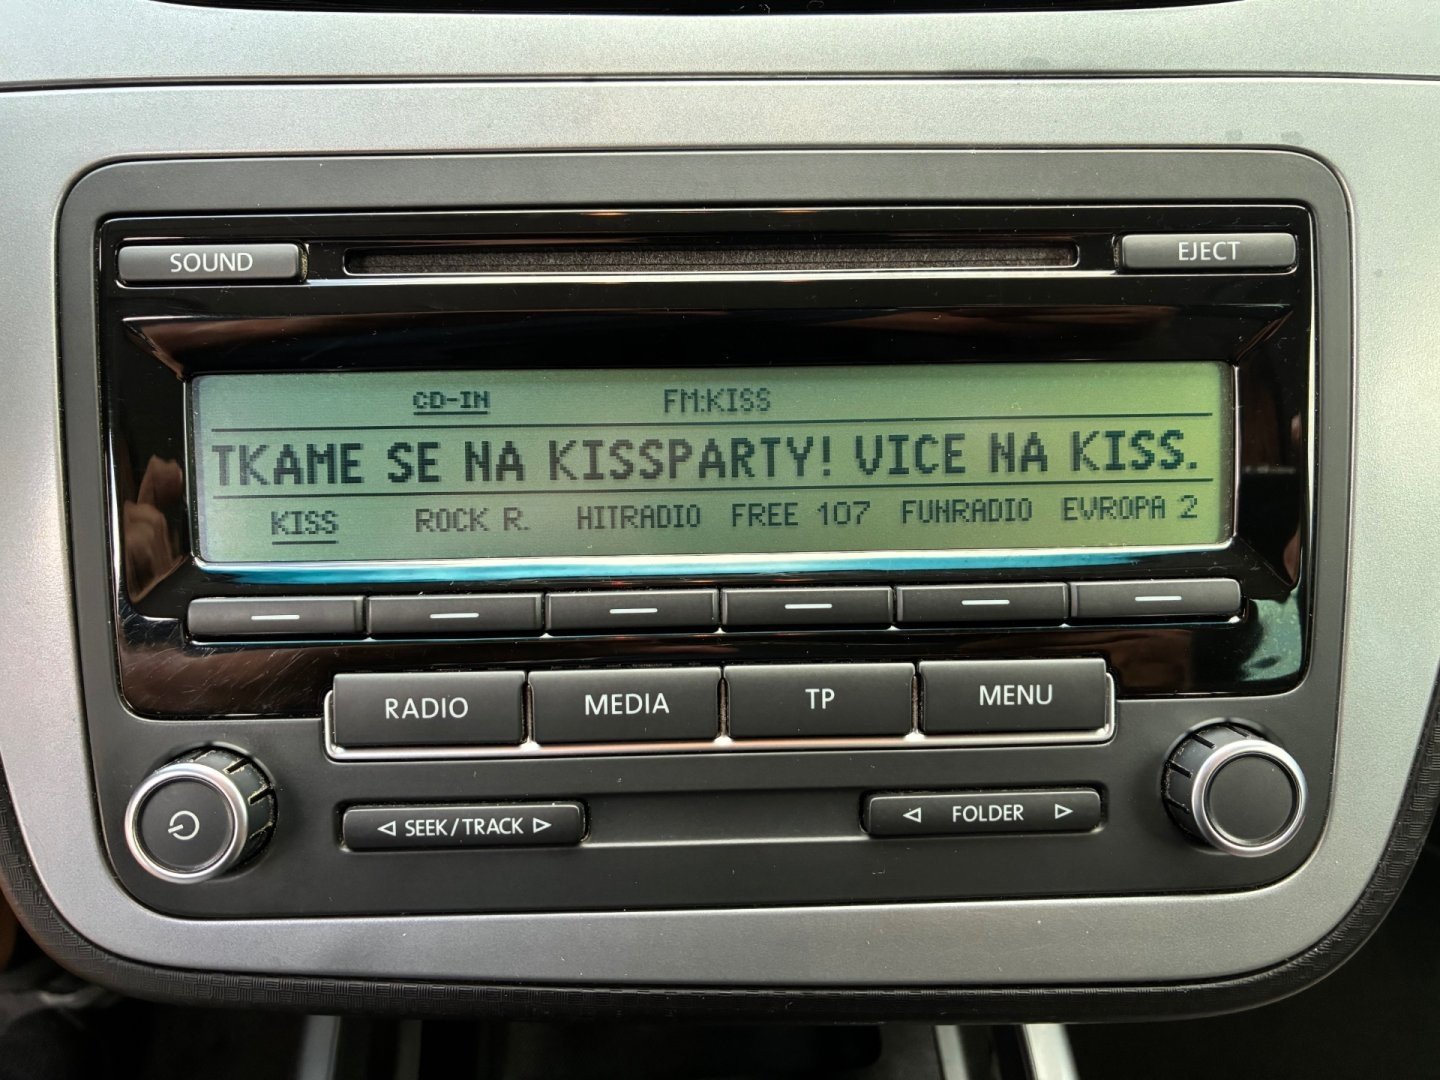 SOUND EJECT
CD-IN FM:KISS
TKAME SE NA KISSPARTY! VICE NA KISS.
KISS ROCK R. HITRADIO FREE 107 FUNRADIO EVROPA 2
RADIO MEDIA TP MENU
SEEK/TRACK FOLDER